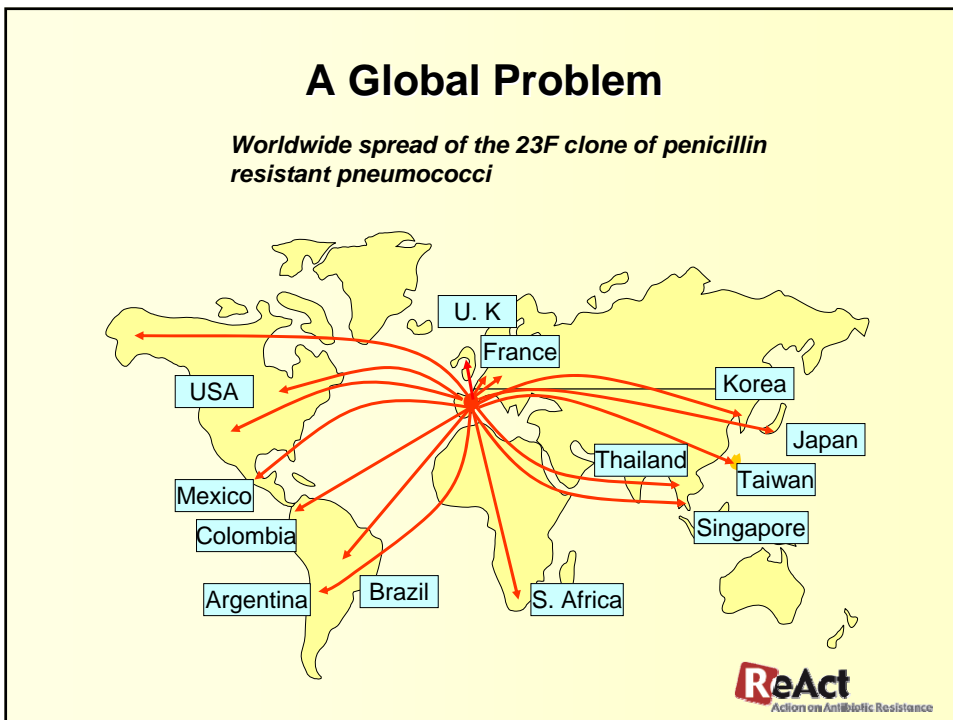 A Global Problem
Worldwide spread of the 23F clone of penicillin
resistant pneumococci
U. K
France
USA
Korea
Japan
Thailand
Taiwan
Mexico
Singapore
Colombia
Argentina
Brazil
S. Africa
ReAct
Action on Antibiotic Resistance